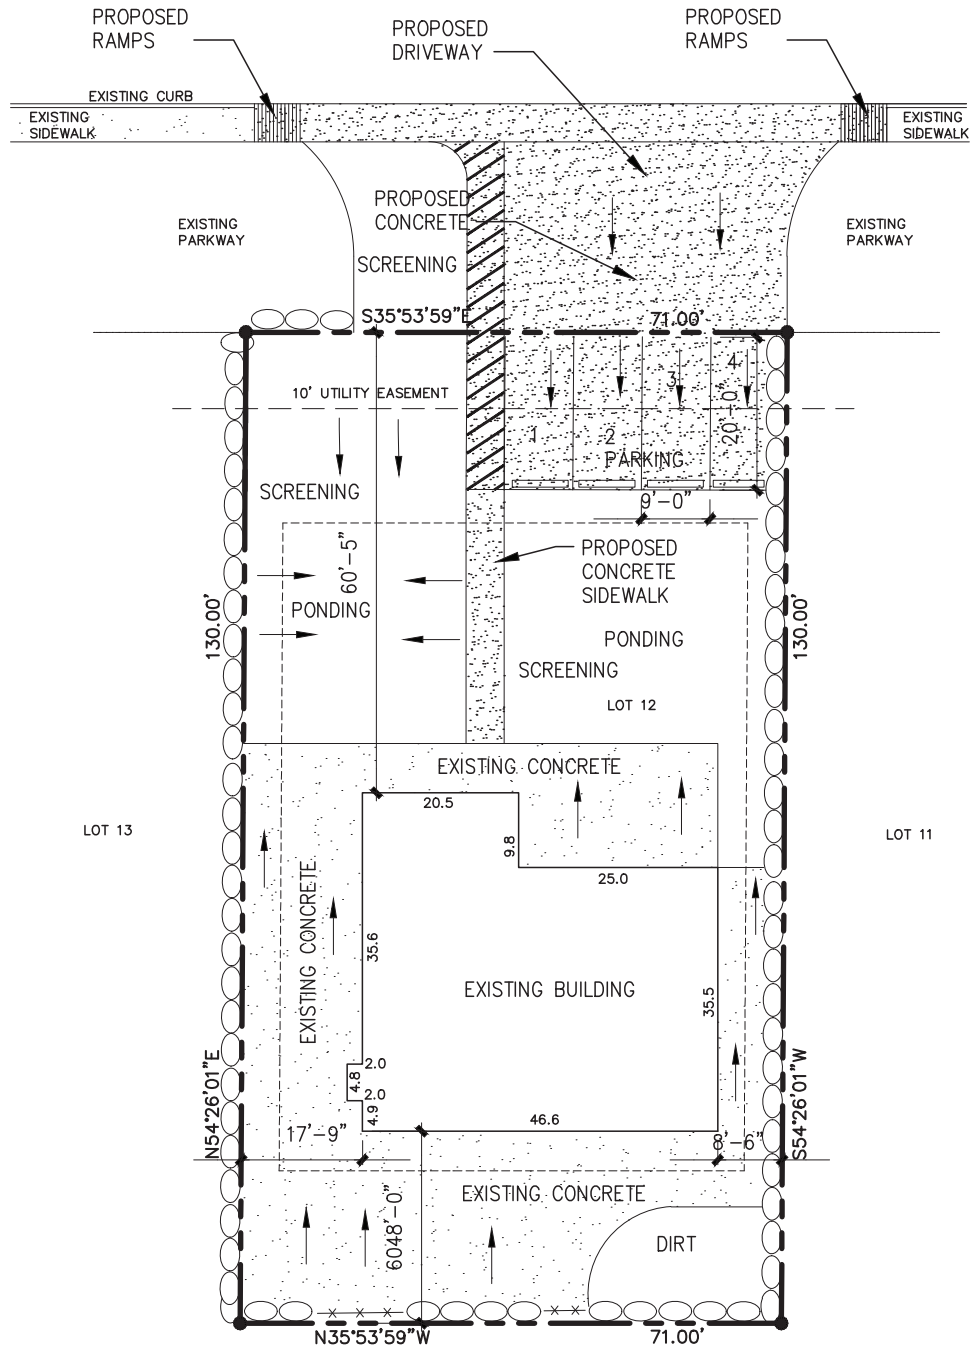 PROPOSED
RAMPS
PROPOSED
DRIVEWAY
PROPOSED
RAMPS
EXISTING CURB
EXISTING
SIDEWALK
EXISTING
SIDEWALK
EXISTING
PARKWAY
PROPOSED
CONCRETE
EXISTING
PARKWAY
SCREENING
S35°53'59"E
71.00'
10' UTILITY EASEMENT
1
2
3
4
20'-0"
PARKING
SCREENING
9'-0"
60'-5"
PROPOSED
CONCRETE
SIDEWALK
PONDING
130.00'
130.00'
PONDING
SCREENING
LOT 12
EXISTING CONCRETE
20.5
LOT 13
LOT 11
9.8
25.0
EXISTING CONCRETE
35.6
EXISTING BUILDING
35.5
2.0
4.8
2.0
4.9
46.6
N54°26'01"E
S54°26'01"W
17'-9"
8'-6"
EXISTING CONCRETE
6048'-0"
DIRT
N35°53'59"W
71.00'